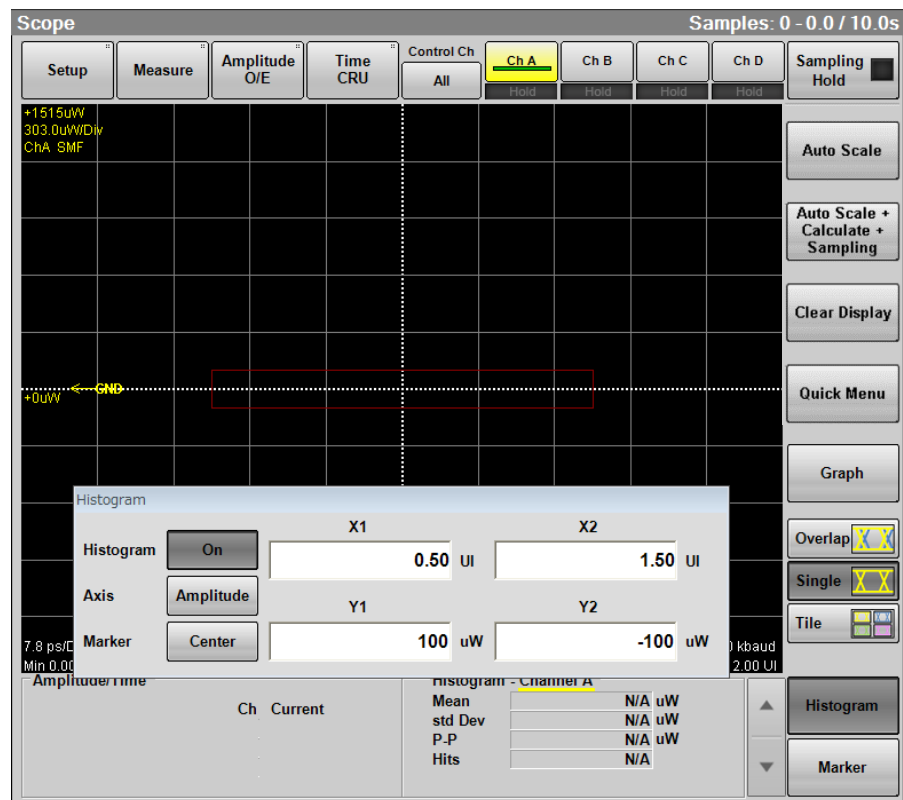 Scope
Samples: 0 - 0.0 / 10.0s
Setup
Measure
Amplitude
O/E
Time
CRU
Control Ch
All
Ch A
Hold
Ch B
Hold
Ch C
Hold
Ch D
Hold
Sampling
Hold
+1515uW
303.0uW/Div
ChA SMF
Auto Scale
Auto Scale +
Calculate +
Sampling
Clear Display
GND
+0uW
Quick Menu
Graph
Histogram
X1
X2
Histogram
On
0.50 UI
1.50 UI
Axis
Amplitude
Y1
Y2
Marker
Center
100 uW
-100 uW
Overlap
Single
Tile
7.8 ps/
kbaud
Min 0.00
2.00 UI
Amplitude/Time
Ch Current
Histogram - Channel A
Mean N/A uW
std Dev N/A uW
P-P N/A uW
Hits N/A
Histogram
Marker